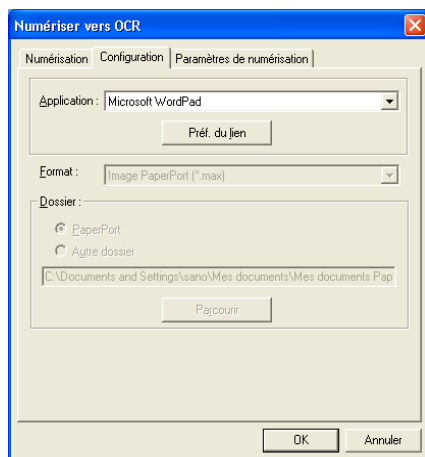 Numériser vers OCR
Numérisation Configuration Paramètres de numérisation
Application : Microsoft WordPad
Préf. du lien
Format : Image PaperPort (*.max)
Dossier :
PaperPort
Autre dossier
C:\Documents and Settings\sano\Mes documents\Mes documents Pap
Parcourir
OK Annuler